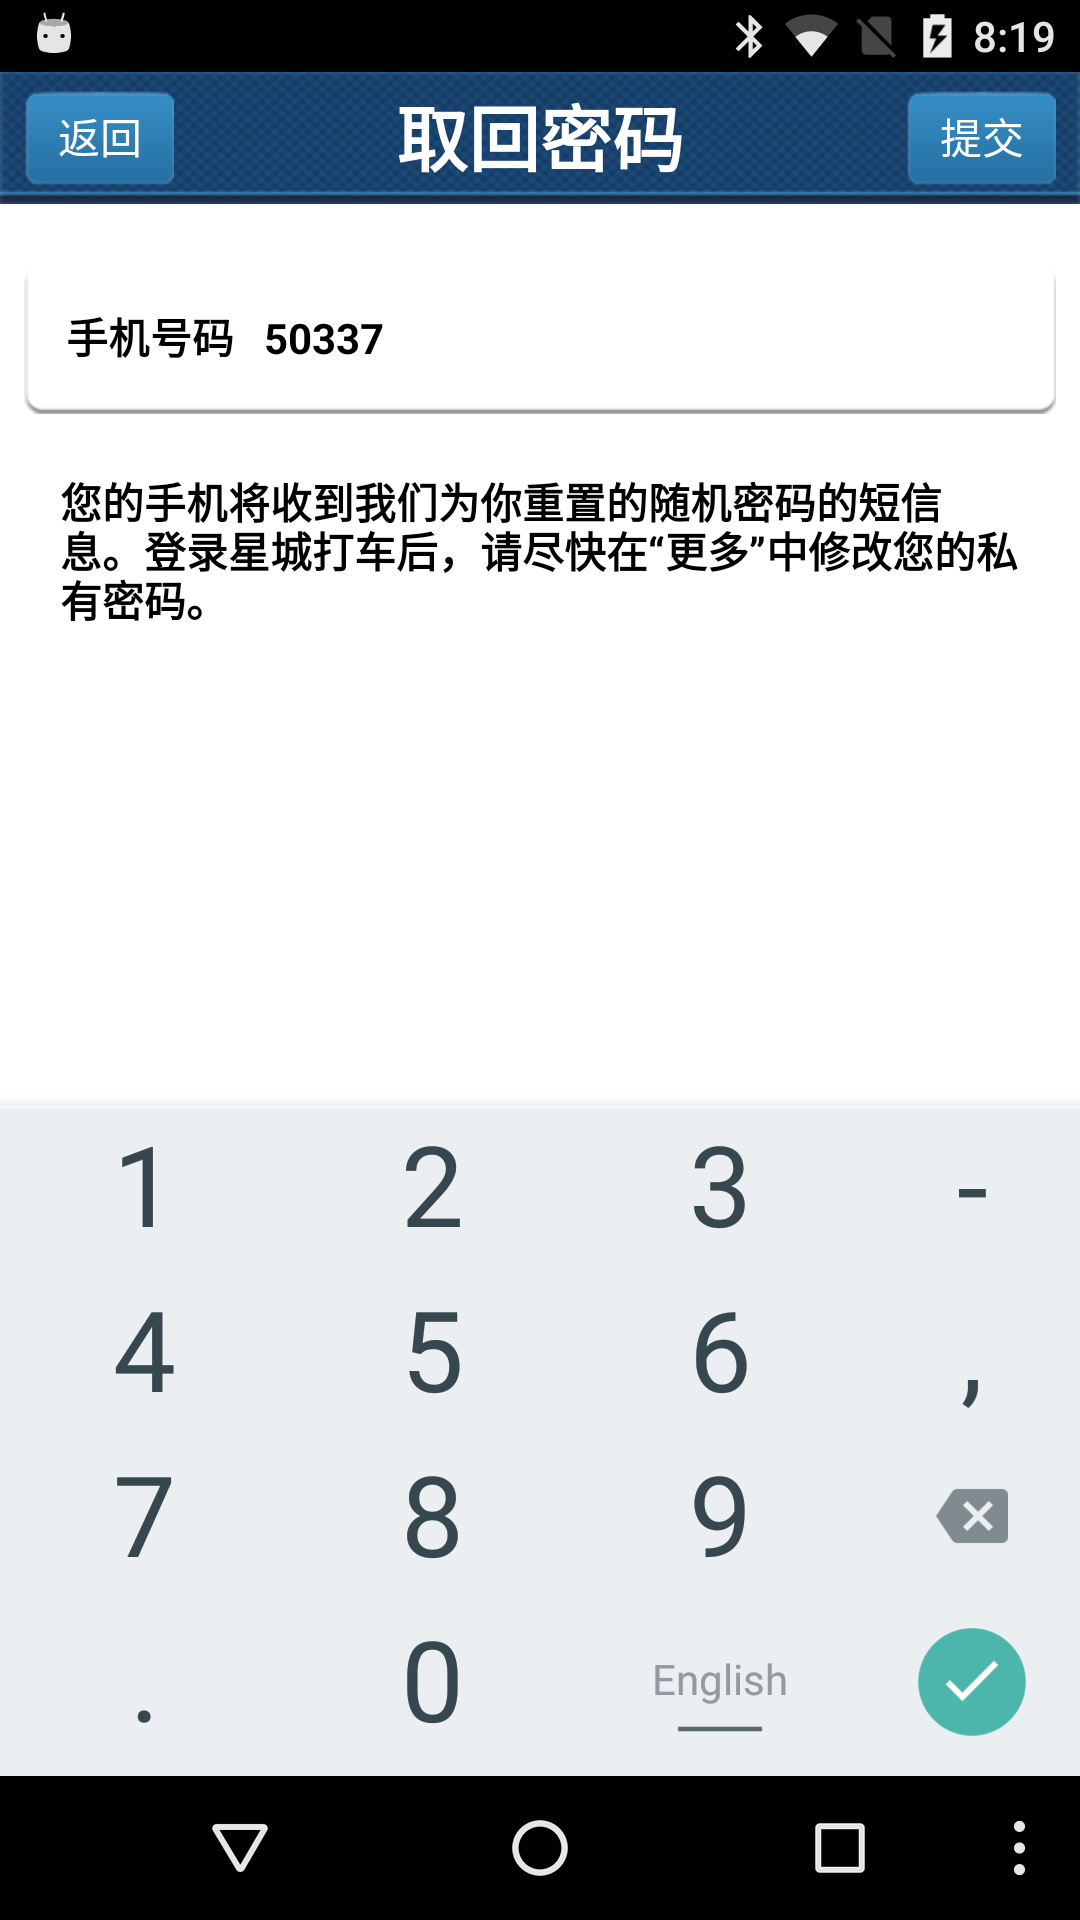 8:19
返回
取回密码
提交
手机号码 50337
您的手机将收到我们为你重置的随机密码的短信
息。登录星城打车后，请尽快在“更多”中修改您的私
有密码。
1 2 3 -
4 5 6 ,
7 8 9
. 0 English